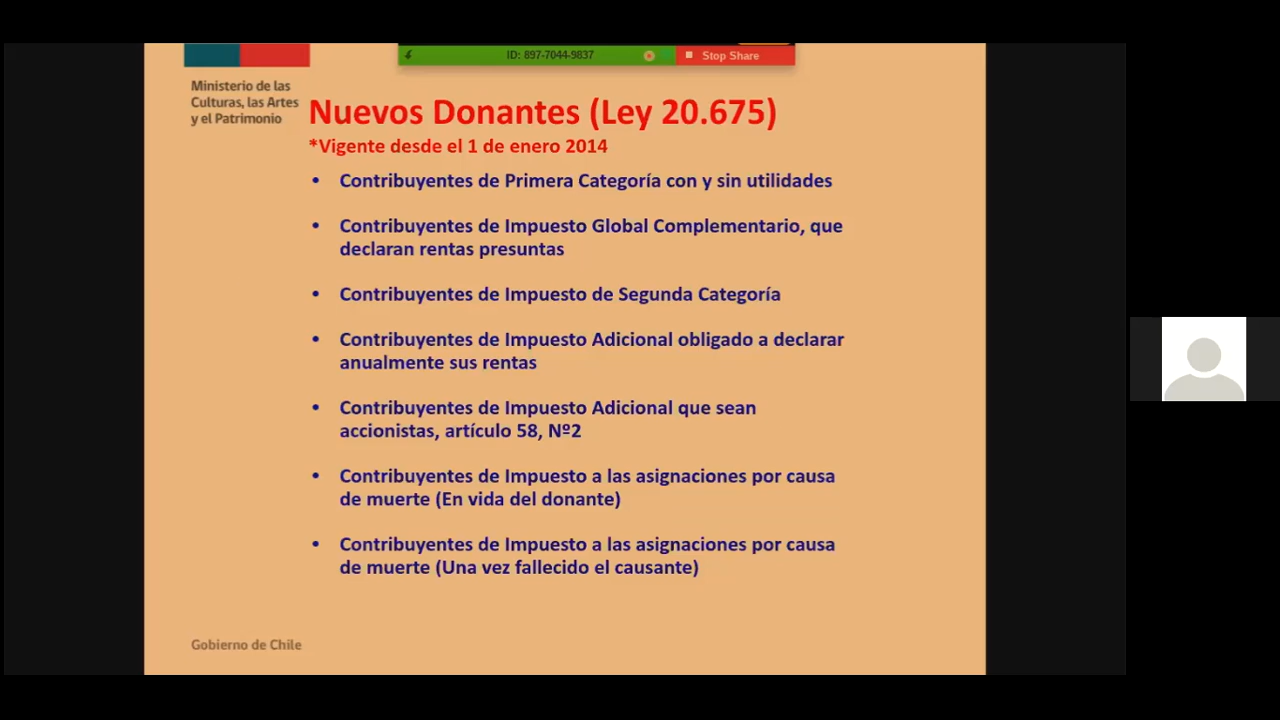 ID: 897-7044-9837
Stop Share
Ministerio de las
Culturas, las Artes
y el Patrimonio
Nuevos Donantes (Ley 20.675)
*Vigente desde el 1 de enero 2014
• Contribuyentes de Primera Categoría con y sin utilidades
• Contribuyentes de Impuesto Global Complementario, que
declaran rentas presuntas
• Contribuyentes de Impuesto de Segunda Categoría
• Contribuyentes de Impuesto Adicional obligado a declarar
anualmente sus rentas
• Contribuyentes de Impuesto Adicional que sean
accionistas, artículo 58, Nº2
• Contribuyentes de Impuesto a las asignaciones por causa
de muerte (En vida del donante)
• Contribuyentes de Impuesto a las asignaciones por causa
de muerte (Una vez fallecido el causante)
Gobierno de Chile